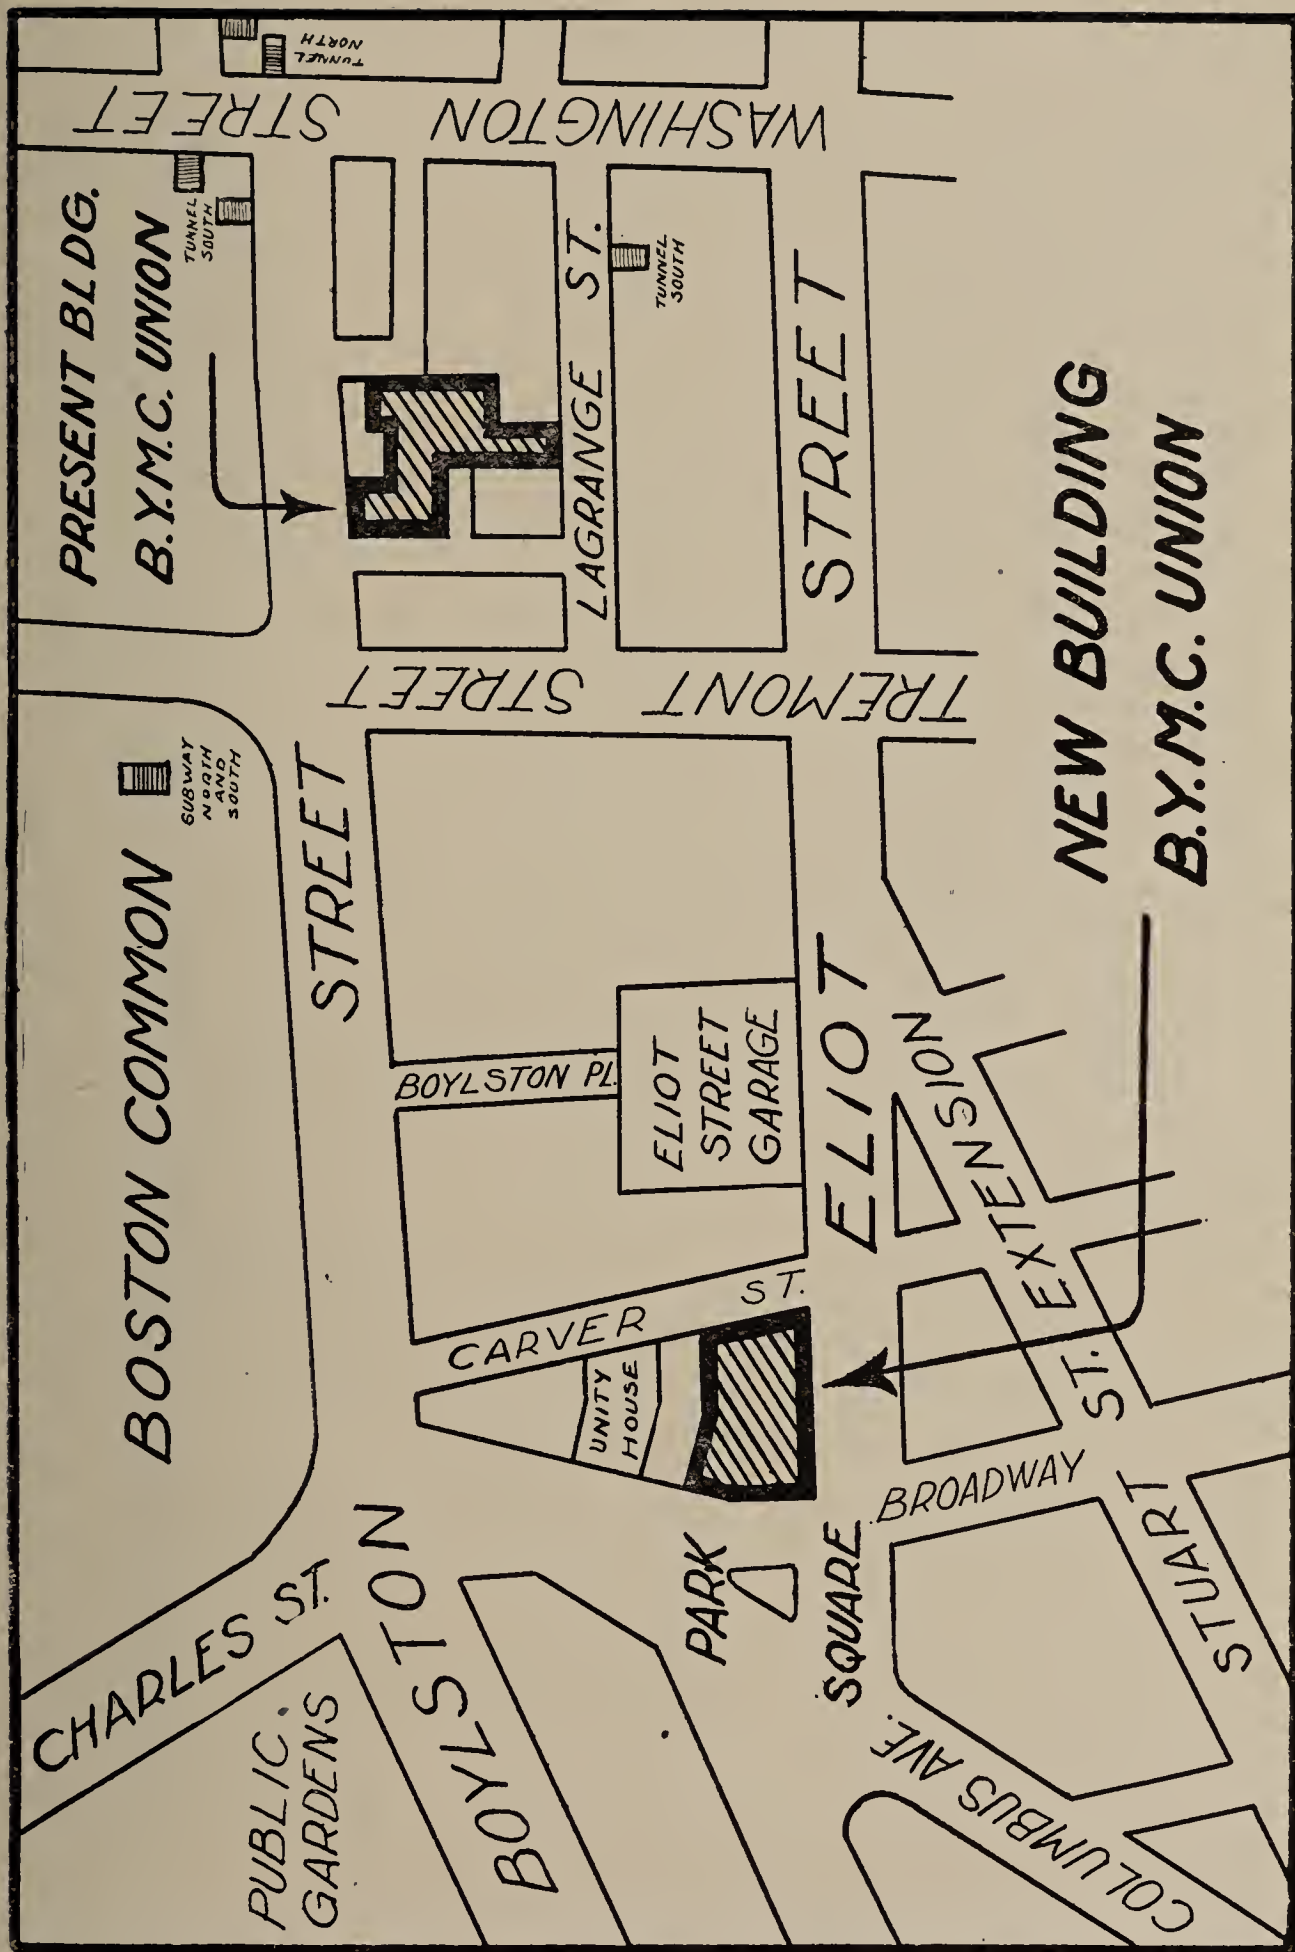 BOSTON COMMON
PRESENT BLDG.
B.Y.M.C. UNION
TUNNEL
SOUTH
TUNNEL
NORTH
SUBWAY
NORTH
AND
SOUTH
CHARLES ST.
PUBLIC
GARDENS
BOYLSTON STREET
WASHINGTON STREET
TREMONT STREET
LAGRANGE ST.
TUNNEL
SOUTH
BOYLSTON PL.
ELIOT
STREET
GARAGE
CARVER ST.
UNITY
HOUSE
PARK
SQUARE
ELIOT STREET
BROADWAY
STUART ST. EXTENSION
COLUMBUS AVE.
NEW BUILDING
B.Y.M.C. UNION